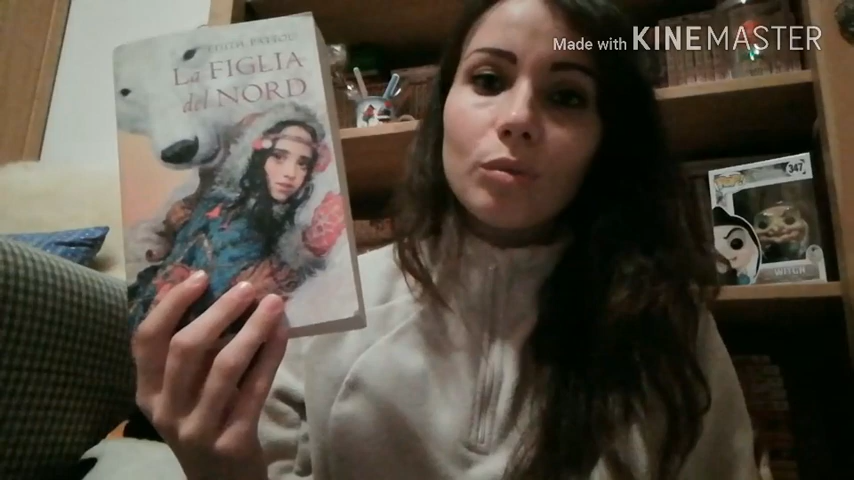 Made with KINEMASTER
EDITH PATTOU
La FIGLIA
del NORD
347
WITCH